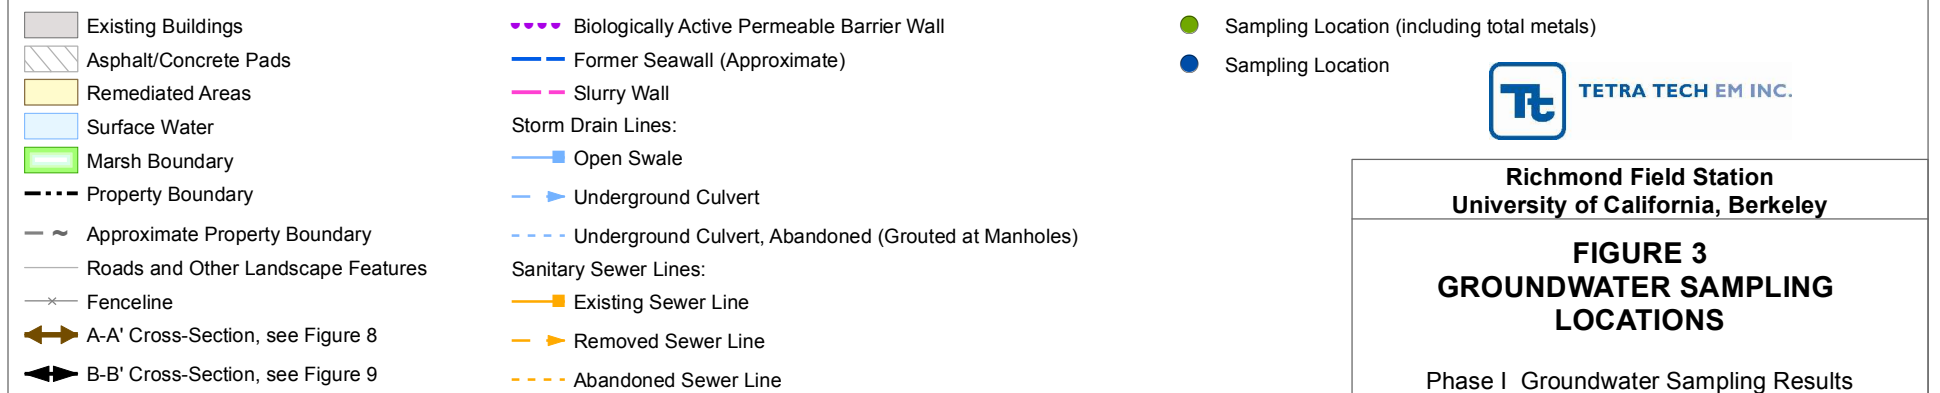 Existing Buildings
Asphalt/Concrete Pads
Remediated Areas
Surface Water
Marsh Boundary
Property Boundary
Approximate Property Boundary
Roads and Other Landscape Features
Fenceline
A-A' Cross-Section, see Figure 8
B-B' Cross-Section, see Figure 9
Biologically Active Permeable Barrier Wall
Former Seawall (Approximate)
Slurry Wall
Storm Drain Lines:
Open Swale
Underground Culvert
Underground Culvert, Abandoned (Grouted at Manholes)
Sanitary Sewer Lines:
Existing Sewer Line
Removed Sewer Line
Abandoned Sewer Line
Sampling Location (including total metals)
Sampling Location
Tt
TETRA TECH EM INC.
Richmond Field Station
University of California, Berkeley
FIGURE 3
GROUNDWATER SAMPLING
LOCATIONS
Phase I Groundwater Sampling Results